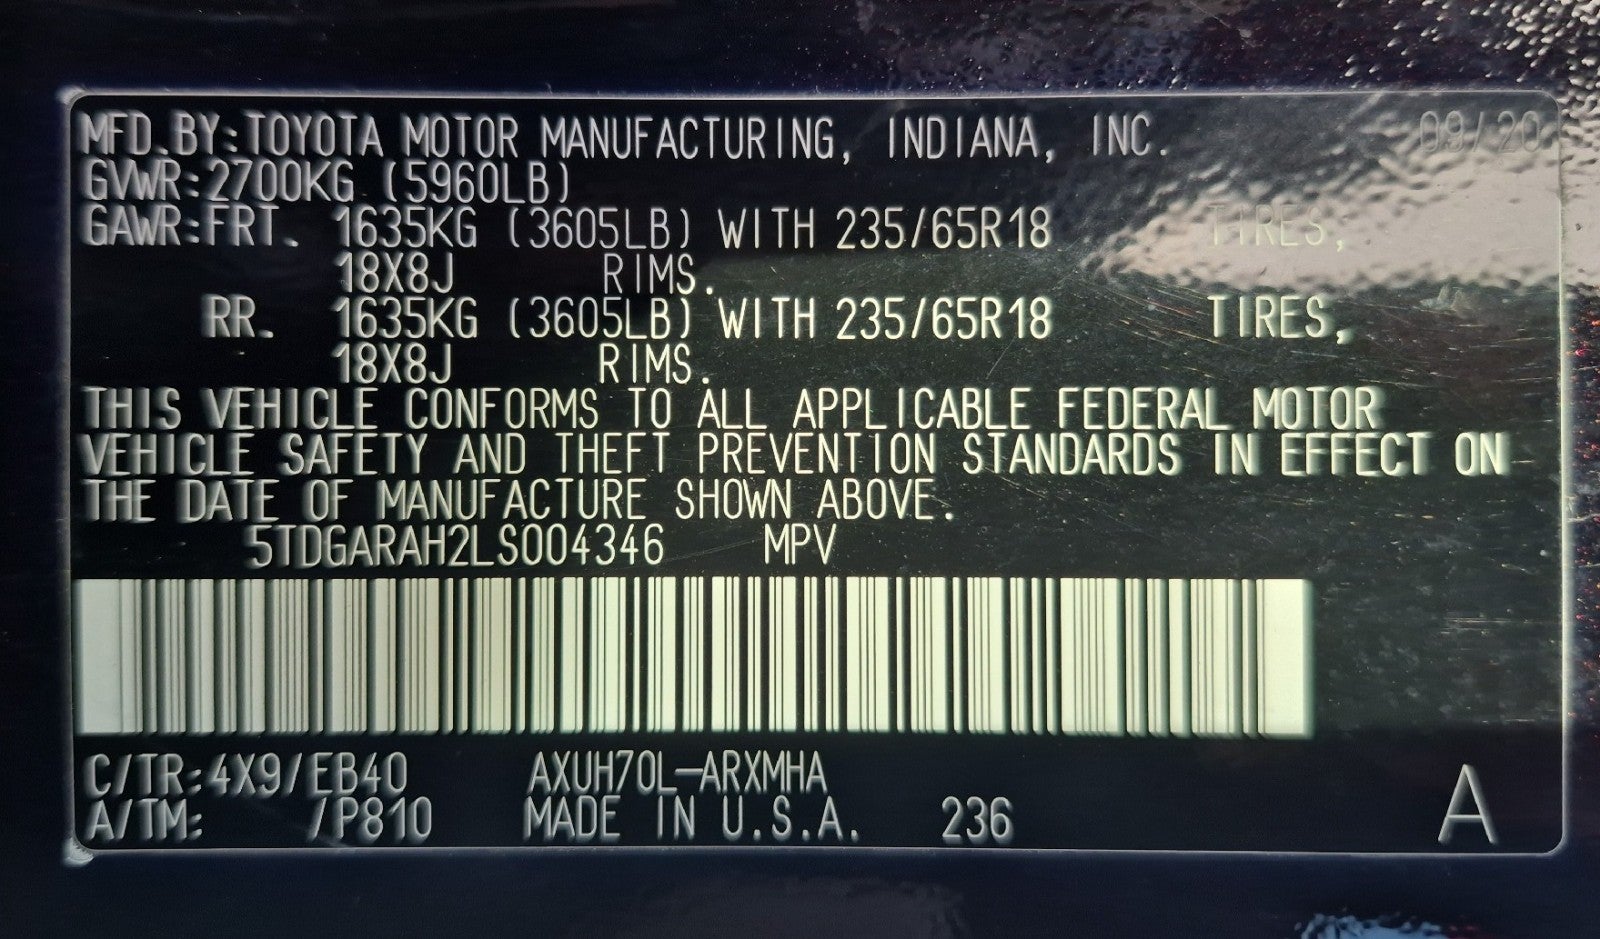 MFD.BY:TOYOTA MOTOR MANUFACTURING, INDIANA, INC. 09/20
GVWR:2700KG (5960LB)
GAWR:FRT. 1635KG (3605LB) WITH 235/65R18 TIRES,
18X8J RIMS.
RR. 1635KG (3605LB) WITH 235/65R18 TIRES,
18X8J RIMS.
THIS VEHICLE CONFORMS TO ALL APPLICABLE FEDERAL MOTOR
VEHICLE SAFETY AND THEFT PREVENTION STANDARDS IN EFFECT ON
THE DATE OF MANUFACTURE SHOWN ABOVE.
5TDGARAH2LS004346 MPV
C/TR:4X9/EB40 AXUH70L-ARXMHA
A/TM: /P810 MADE IN U.S.A. 236 A